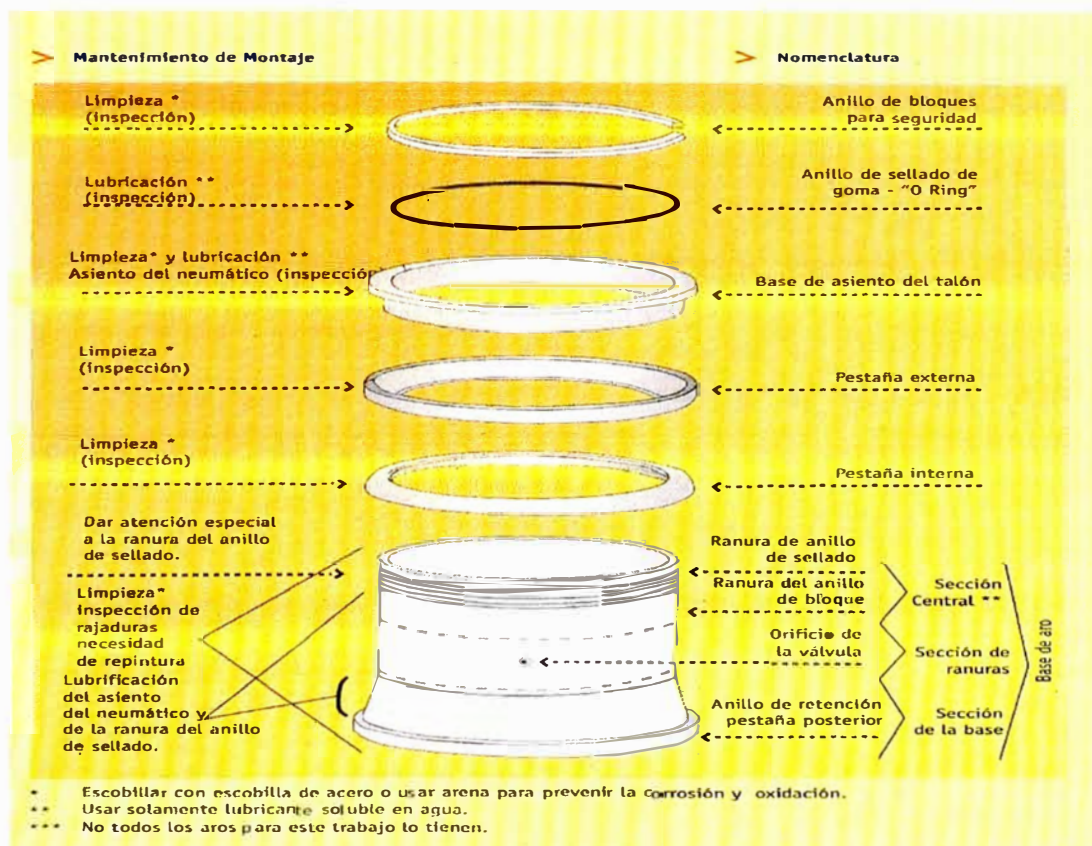 Mantenimiento de Montaje
Nomenclatura
Limpieza *
(inspección)
Anillo de bloques
para seguridad
Lubricación **
(inspección)
Anillo de sellado de
goma - "O Ring"
Limpieza* y lubricación **
Asiento del neumático (inspección
Base de asiento del talón
Limpieza *
(inspección)
Pestaña externa
Limpieza *
(inspección)
Pestaña interna
Dar atención especial
a la ranura del anillo
de sellado.
Limpieza*
inspección de
rajaduras
necesidad
de repintura
Lubrificación
del asiento
del neumático y
de la ranura del anillo
de sellado.
Ranura de anillo
de sellado
Ranura del anillo
de bloque
Orificio de
la válvula
Anillo de retención
pestaña posterior
Sección
Central **
Sección de
ranuras
Sección
de la base
Base de aro
* Escobillar con escobilla de acero o usar arena para prevenir la corrosión y oxidación.
** Usar solamente lubricante soluble en agua.
*** No todos los aros para este trabajo lo tienen.